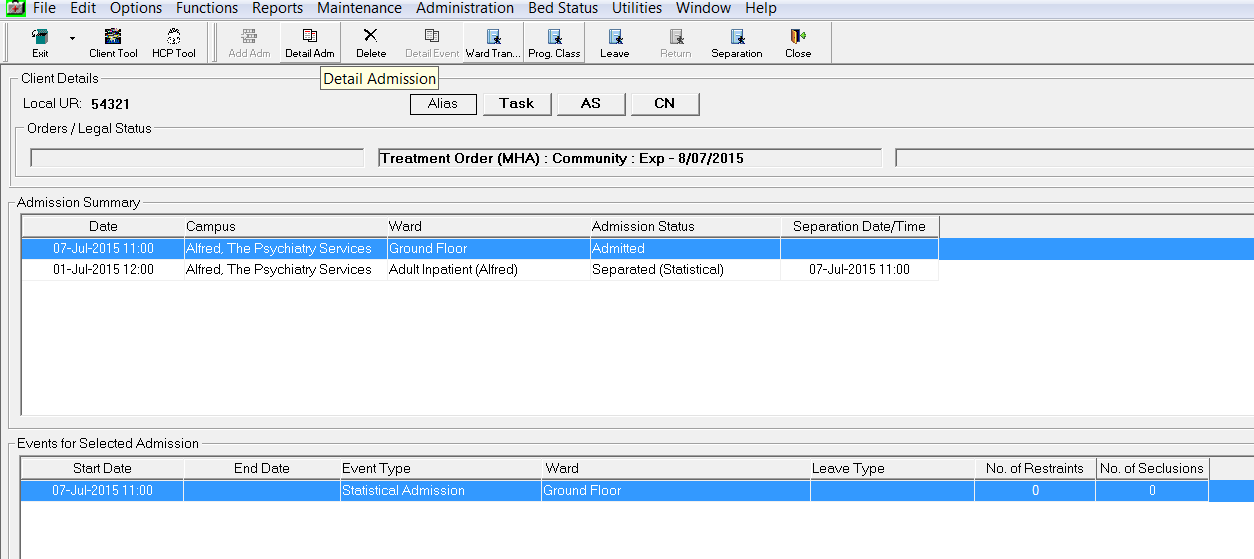 File Edit Options Functions Reports Maintenance Administration Bed Status Utilities Window Help
Exit Client Tool HCP Tool Add Adm Detail Adm Delete Detail Event Ward Tran... Prog. Class Leave Return Separation Close
Detail Admission
Client Details
Local UR: 54321 Alias Task AS CN
Orders / Legal Status
Treatment Order (MHA) : Community : Exp - 8/07/2015
Admission Summary
Date Campus Ward Admission Status Separation Date/Time
07-Jul-2015 11:00 Alfred, The Psychiatry Services Ground Floor Admitted
01-Jul-2015 12:00 Alfred, The Psychiatry Services Adult Inpatient (Alfred) Separated (Statistical) 07-Jul-2015 11:00
Events for Selected Admission
Start Date End Date Event Type Ward Leave Type No. of Restraints No. of Seclusions
07-Jul-2015 11:00 Statistical Admission Ground Floor 0 0